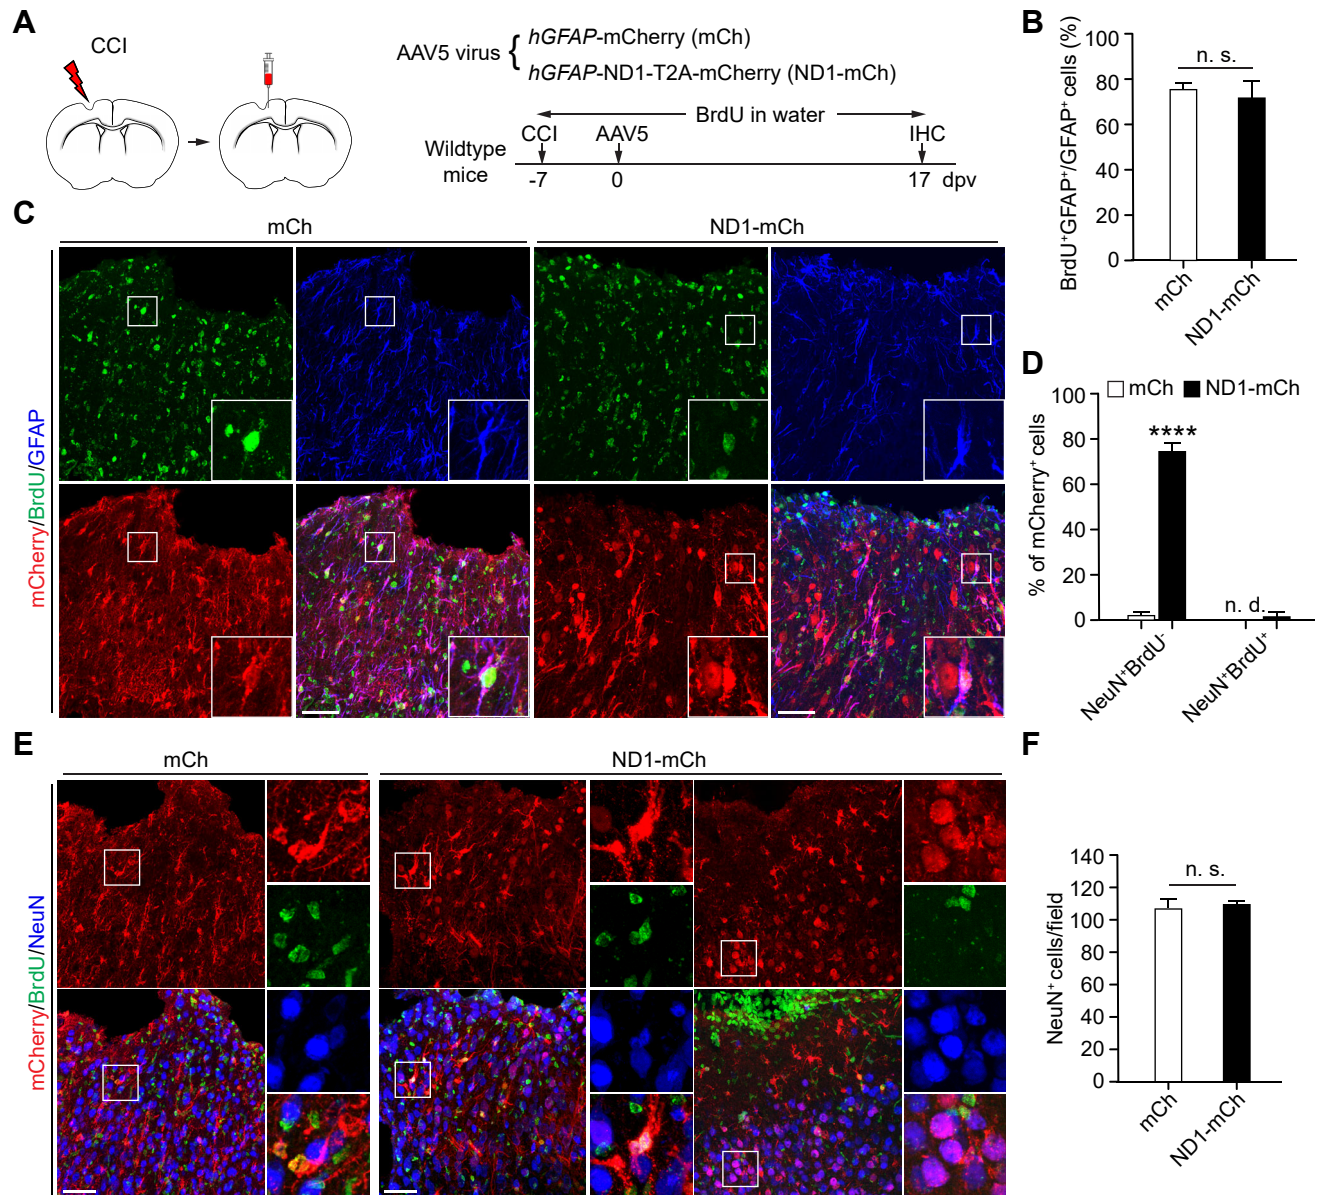 A
CCI
AAV5 virus { hGFAP-mCherry (mCh)
hGFAP-ND1-T2A-mCherry (ND1-mCh)
BrdU in water
CCI AAV5 IHC
Wildtype
mice
-7 0 17 dpv
B
BrdU⁺GFAP⁺/GFAP⁺ cells (%)
100
80
60
40
20
0
n. s.
mCh
ND1-mCh
C
mCh ND1-mCh
mCherry/BrdU/GFAP
D
% of mCherry⁺ cells
mCh ND1-mCh
100
80
60
40
20
0
****
n. d.
NeuN⁺BrdU⁻
NeuN⁺BrdU⁺
E
mCh ND1-mCh
mCherry/BrdU/NeuN
F
NeuN⁺ cells/field
140
120
100
80
60
40
20
0
n. s.
mCh
ND1-mCh